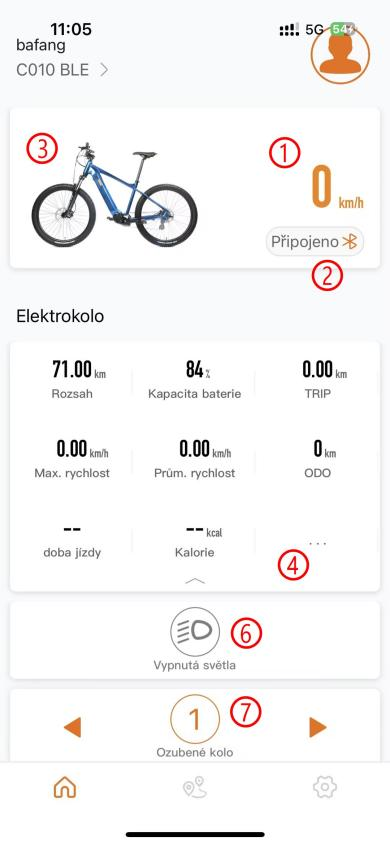 11:05 5G 54
bafang
C010 BLE
3
1
0 km/h
Připojeno
2
Elektrokolo
71.00 km 84 % 0.00 km
Rozsah Kapacita baterie TRIP
0.00 km/h 0.00 km/h 0 km
Max. rychlost Prům. rychlost ODO
-- -- kcal ...
doba jízdy Kalorie
4
6
Vypnutá světla
1 7
Ozubené kolo